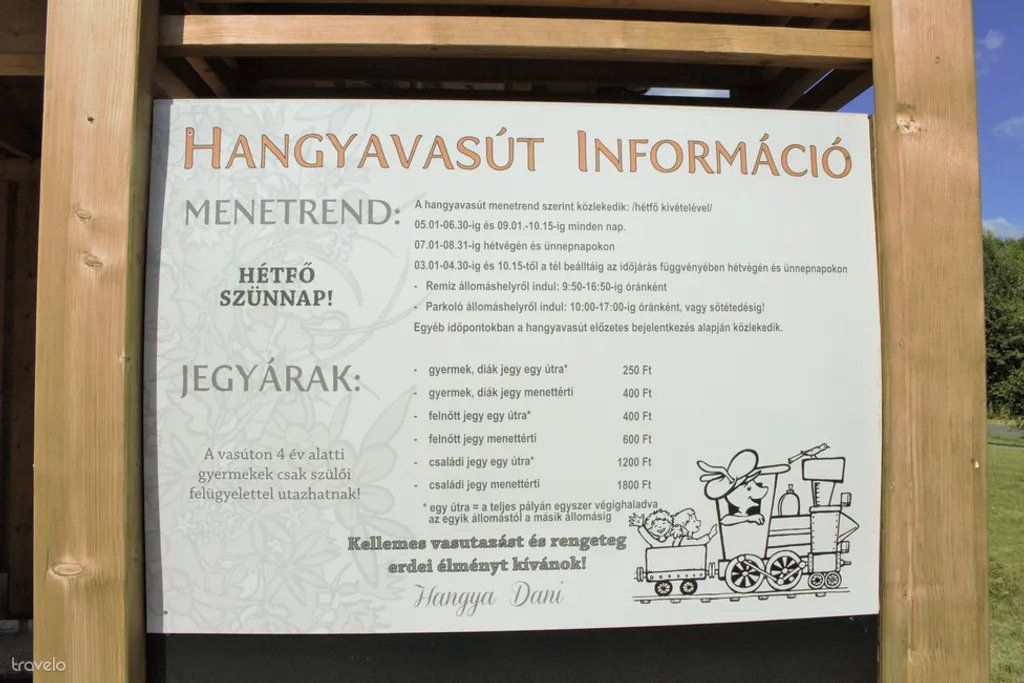 HANGYAVASÚT INFORMÁCIÓ
MENETREND:
A hangyavasút menetrend szerint közlekedik: /hétfő kivételével/
05.01-06.30-ig és 09.01.-10.15-ig minden nap.
07.01-08.31-ig hétvégén és ünnepnapokon
03.01-04.30-ig és 10.15-től a tél beálltáig az időjárás függvényében hétvégén és ünnepnapokon
- Remiz állomáshelyről indul: 9:50-16:50-ig óránként
- Parkoló állomáshelyről indul: 10:00-17:00-ig óránként, vagy sötétedésig!
Egyéb időpontokban a hangyavasút előzetes bejelentkezés alapján közlekedik.
HÉTFŐ
SZÜNNAP!
JEGYÁRAK:
- gyermek, diák jegy egy útra* 250 Ft
- gyermek, diák jegy menettérti 400 Ft
- felnőtt jegy egy útra* 400 Ft
- felnőtt jegy menettérti 600 Ft
- családi jegy egy útra* 1200 Ft
- családi jegy menettérti 1800 Ft
* egy útra = a teljes pályán egyszer végighaladva
az egyik állomástól a másik állomásig
A vasúton 4 év alatti
gyermekek csak szülői
felügyelettel utazhatnak!
Kellemes vasutazást és rengeteg
erdei élményt kívánok!
Hangya Dani
travelo